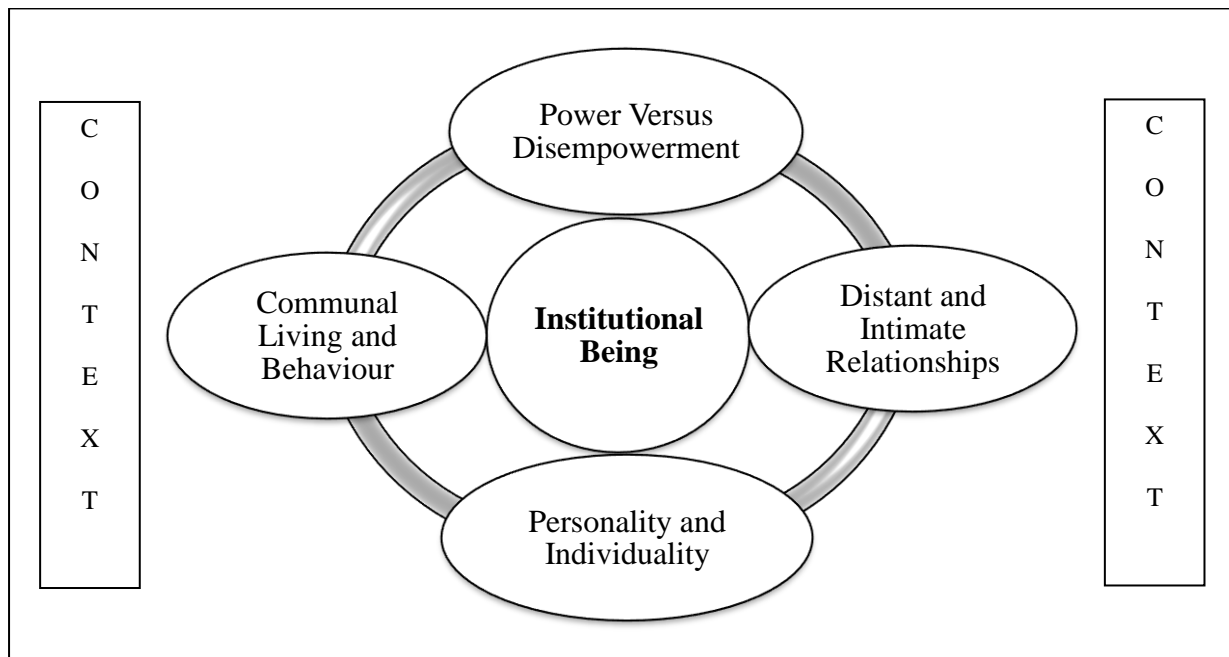 C
O
N
T
E
X
T
Power Versus
Disempowerment
Communal
Living and
Behaviour
Institutional
Being
Distant and
Intimate
Relationships
Personality and
Individuality
C
O
N
T
E
X
T